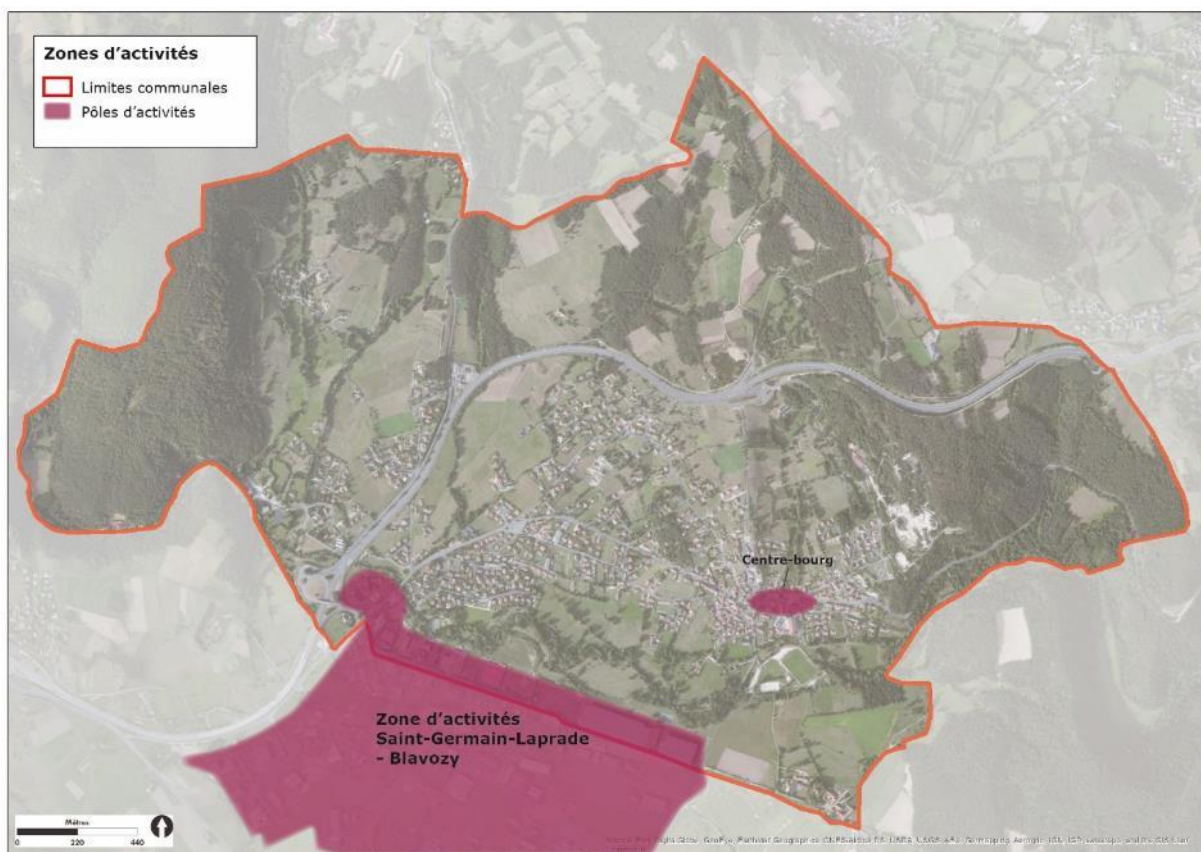 Zones d'activités
Limites communales
Pôles d'activités
Centre-bourg
Zone d'activités
Saint-Germain-Laprade
- Blavozy
Mètres
0 220 440